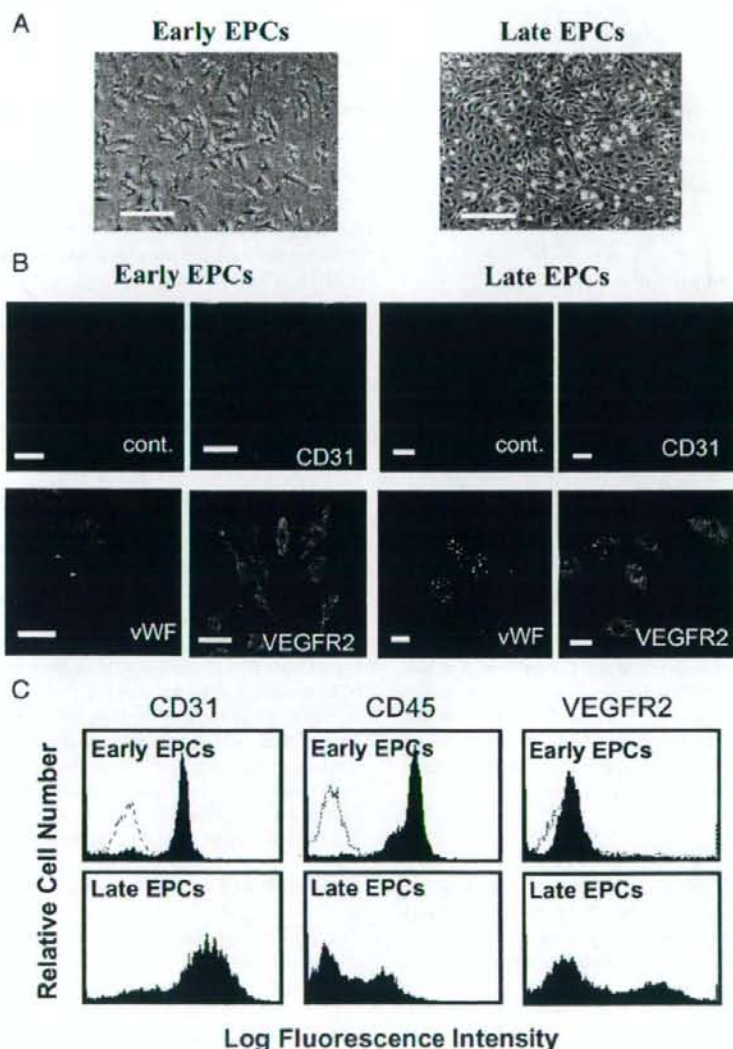 A
Early EPCs Late EPCs
B
Early EPCs Late EPCs
cont. CD31 cont. CD31
vWF VEGFR2 vWF VEGFR2
C
CD31 CD45 VEGFR2
Early EPCs Early EPCs Early EPCs
Late EPCs Late EPCs Late EPCs
Relative Cell Number
Log Fluorescence Intensity